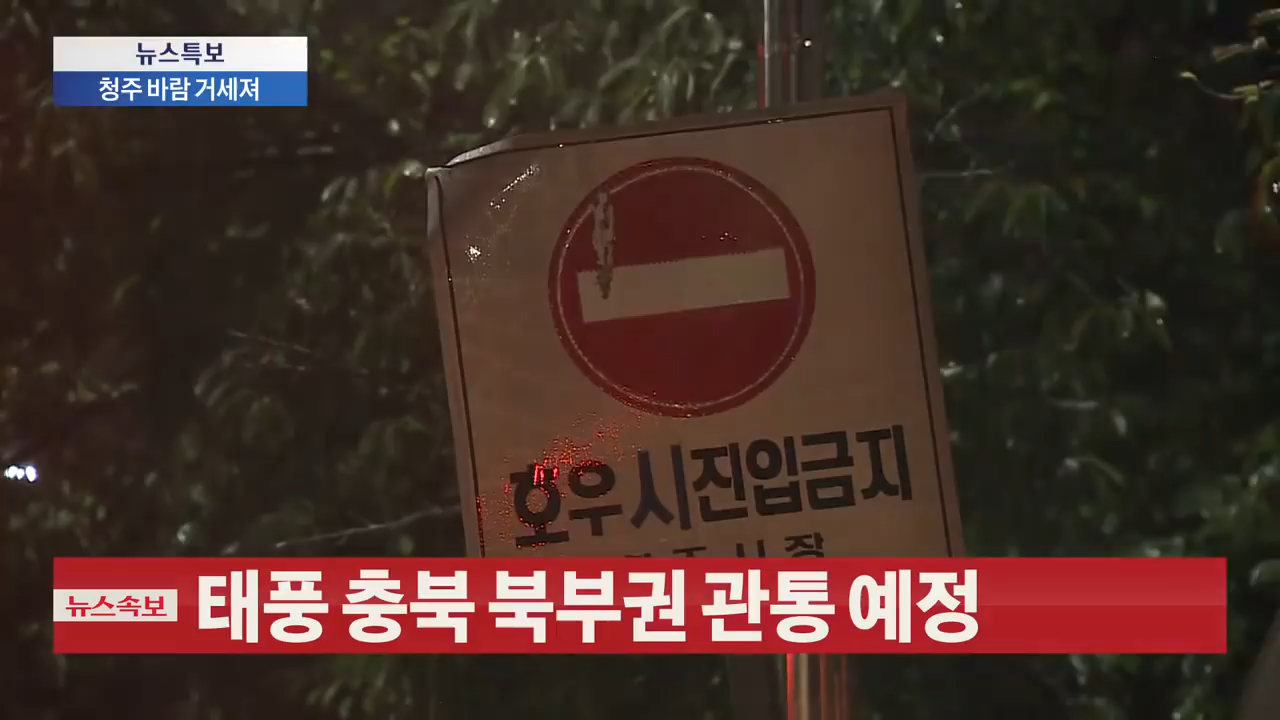 뉴스특보
청주 바람 거세져
호우시진입금지
뉴스속보
태풍 충북 북부권 관통 예정